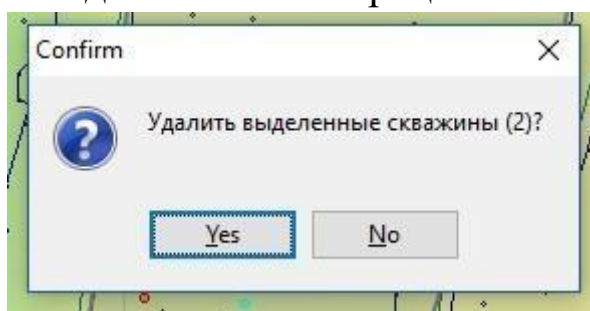 Confirm
Удалить выделенные скважины (2)?
Yes
No